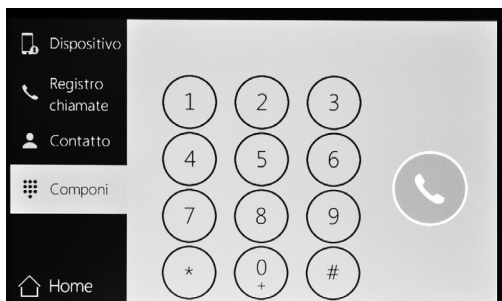 Dispositivo
Registro
chiamate
Contatto
Componi
Home
1 2 3
4 5 6
7 8 9
* 0 #
+